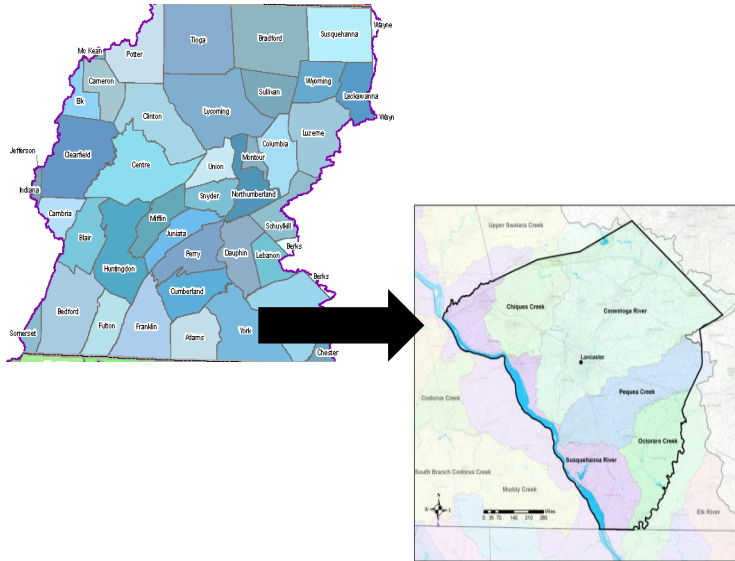 Wayne
Susquehanna
Tioga
Bradford
Mc Kean
Potter
Cameron
Wyoming
Sullivan
Elk
Lackawanna
Lycoming
Clinton
Wayn
Luzerne
Jefferson
Clearfield
Columbia
Montour
Centre
Union
Indiana
Northumberland
Snyder
Cambria
Mifflin
Schuylkill
Juniata
Blair
Perry
Dauphin
Lebanon
Berks
Huntingdon
Berks
Cumberland
Bedford
Somerset
Fulton
Franklin
Adams
York
Chester
Upper Swatara Creek
Chiques Creek
Conestoga River
Lancaster
Codorus Creek
Pequea Creek
Octoraro Creek
Susquehanna River
South Branch Codorus Creek
Muddy Creek
Elk River
N
W E
S
0 35 70 140 210 280
Miles